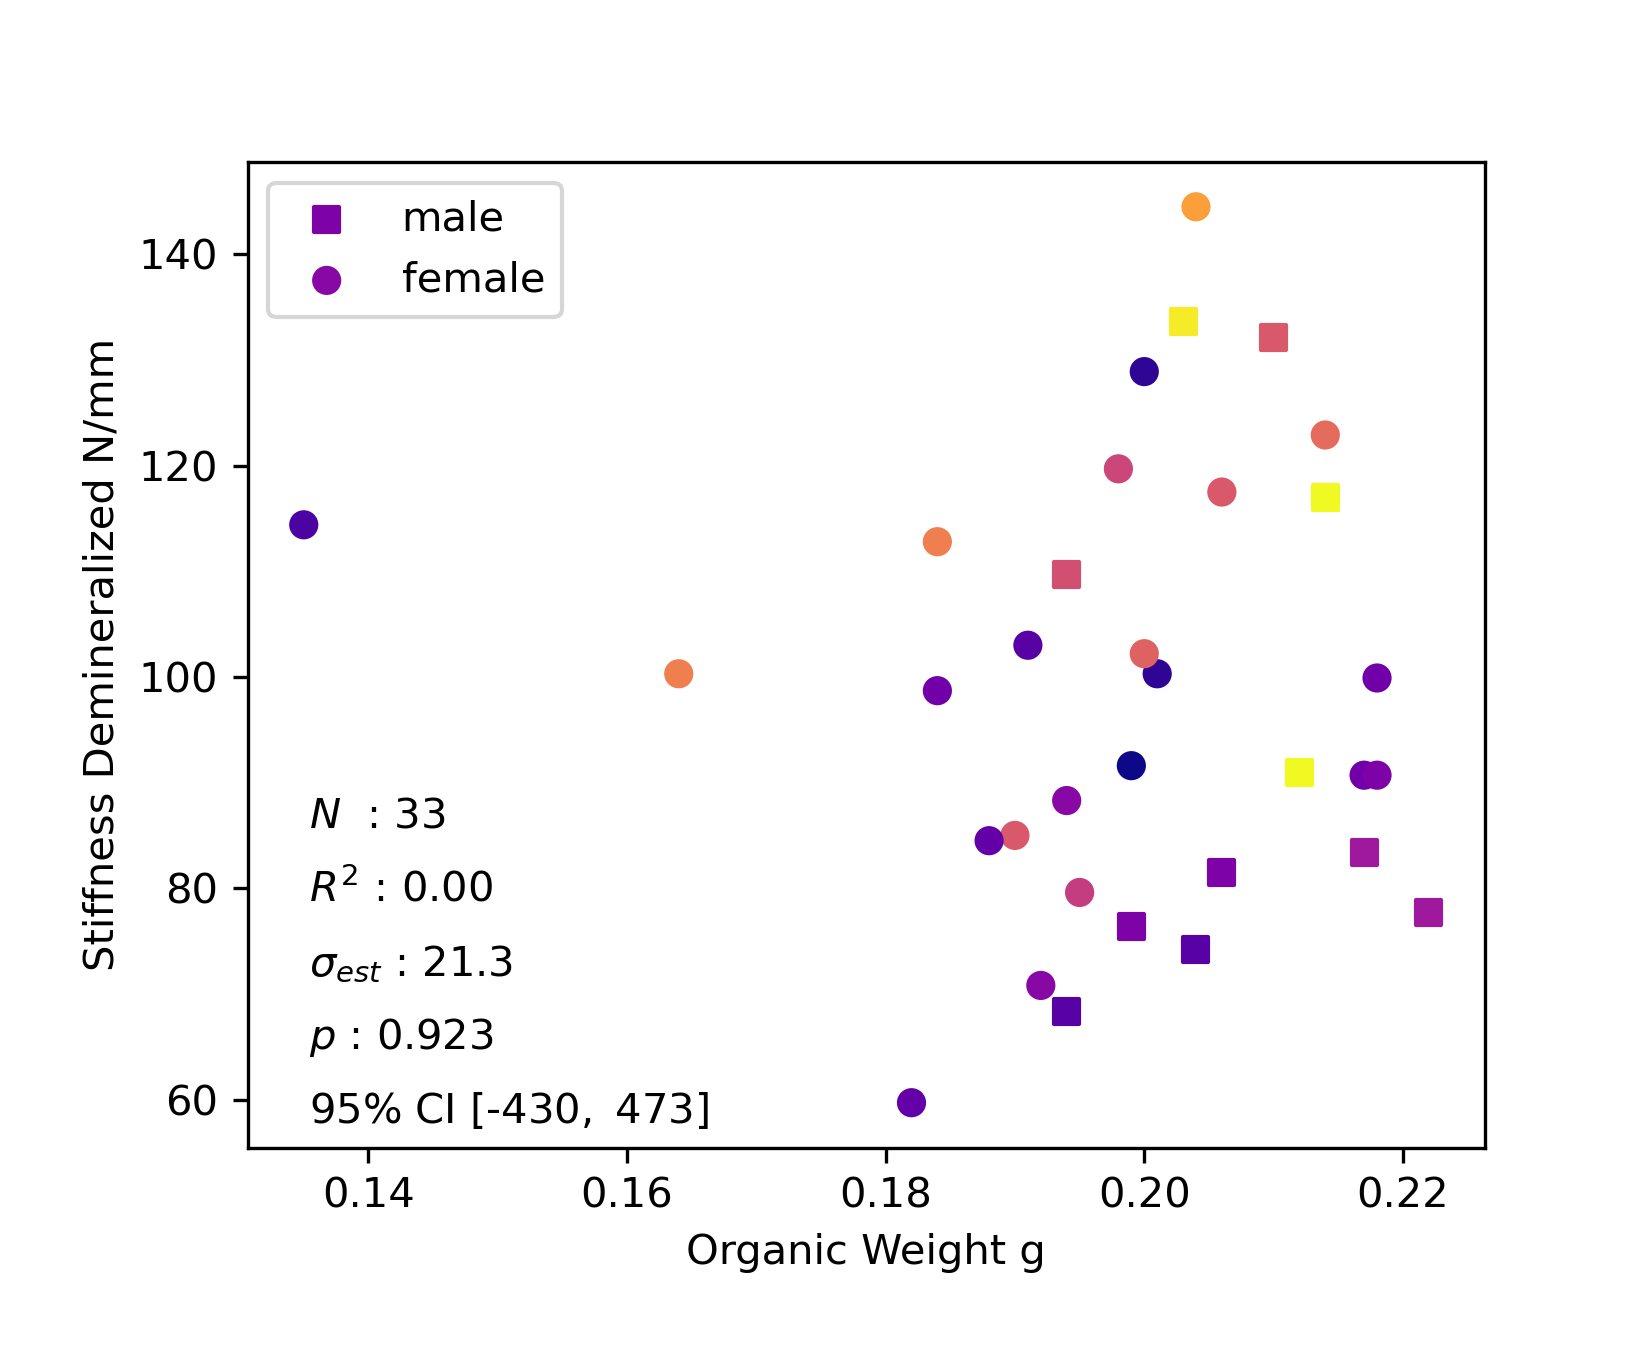 male
female
140
120
100
80
60
Stiffness Demineralized N/mm
N : 33
R² : 0.00
σ_est : 21.3
p : 0.923
95% CI [-430, 473]
0.14 0.16 0.18 0.20 0.22
Organic Weight g